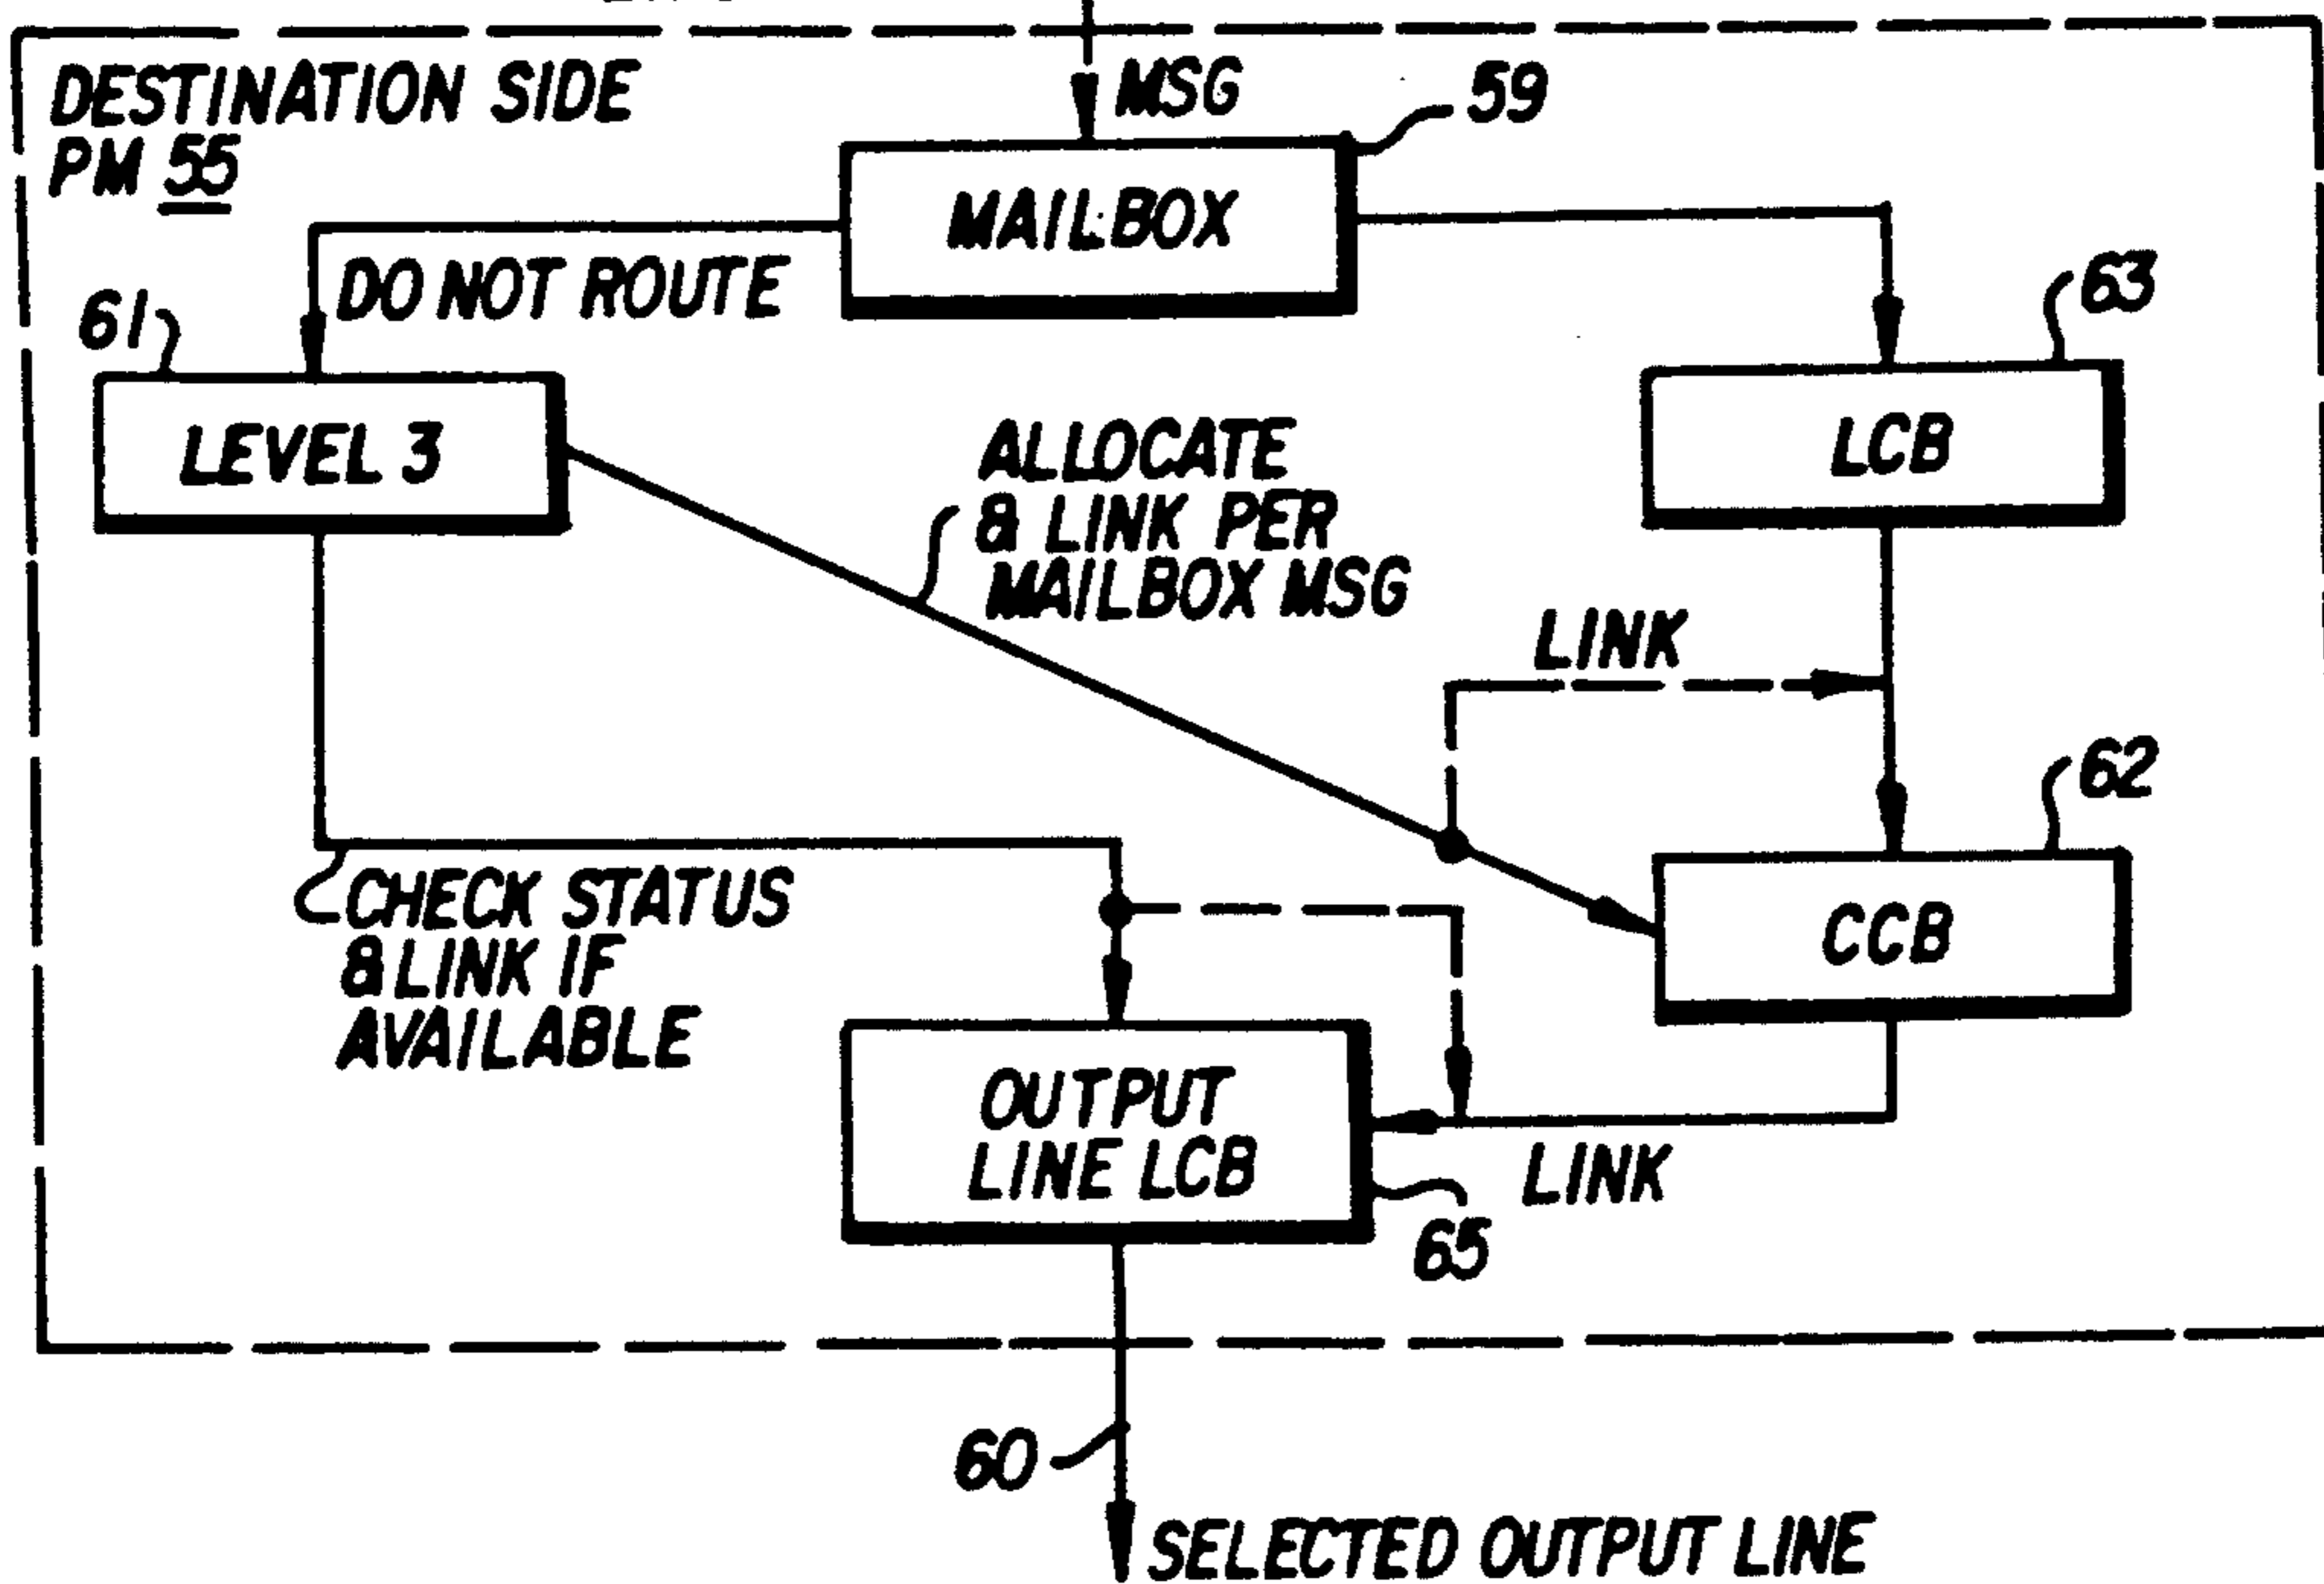 DESTINATION SIDE
PM 55
MSG
59
MAILBOX
DO NOT ROUTE
61
63
LEVEL 3
LCB
ALLOCATE
& LINK PER
MAILBOX MSG
LINK
62
CCB
CHECK STATUS
& LINK IF
AVAILABLE
OUTPUT
LINE LCB
LINK
65
60
SELECTED OUTPUT LINE